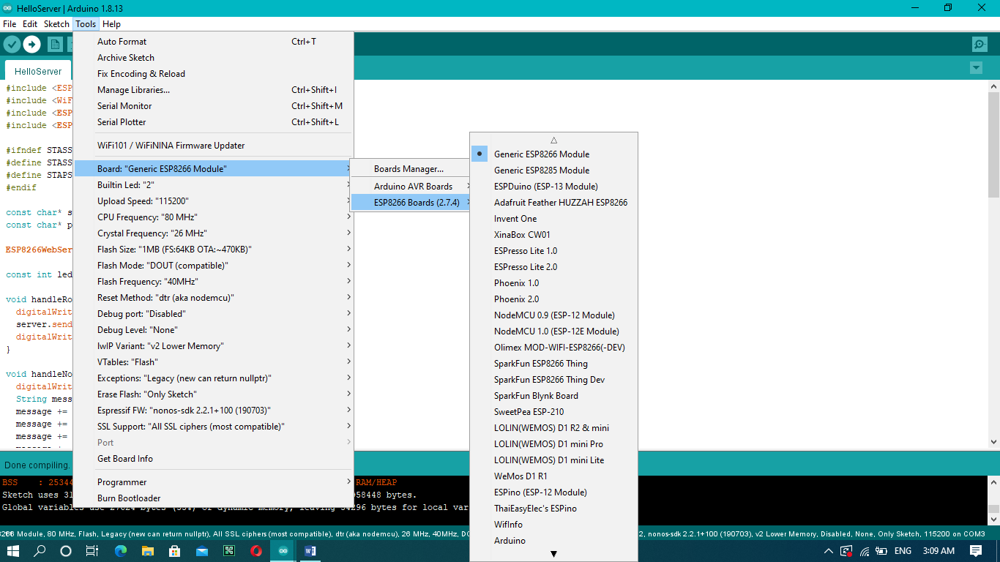 HelloServer | Arduino 1.8.13
File Edit Sketch Tools Help
HelloServer
#include <ESP
#include <WiF
#include <ESP
#include <ESP
#ifndef STASS
#define STASS
#define STAPS
#endif
const char* s
const char* p
ESP8266WebSer
const int led
void handleRo
digitalWrit
server.send
digitalWrit
}
void handleNo
digitalWrit
String mess
message +=
message +=
message +=
Auto Format Ctrl+T
Archive Sketch
Fix Encoding & Reload
Manage Libraries... Ctrl+Shift+I
Serial Monitor Ctrl+Shift+M
Serial Plotter Ctrl+Shift+L
WiFi101 / WiFiNINA Firmware Updater
Board: "Generic ESP8266 Module"
Builtin Led: "2"
Upload Speed: "115200"
CPU Frequency: "80 MHz"
Crystal Frequency: "26 MHz"
Flash Size: "1MB (FS:64KB OTA:~470KB)"
Flash Mode: "DOUT (compatible)"
Flash Frequency: "40MHz"
Reset Method: "dtr (aka nodemcu)"
Debug port: "Disabled"
Debug Level: "None"
lwIP Variant: "v2 Lower Memory"
VTables: "Flash"
Exceptions: "Legacy (new can return nullptr)"
Erase Flash: "Only Sketch"
Espressif FW: "nonos-sdk 2.2.1+100 (190703)"
SSL Support: "All SSL ciphers (most compatible)"
Port
Get Board Info
Programmer
Burn Bootloader
Boards Manager...
Arduino AVR Boards
ESP8266 Boards (2.7.4)
Generic ESP8266 Module
Generic ESP8285 Module
ESPDuino (ESP-13 Module)
Adafruit Feather HUZZAH ESP8266
Invent One
XinaBox CW01
ESPresso Lite 1.0
ESPresso Lite 2.0
Phoenix 1.0
Phoenix 2.0
NodeMCU 0.9 (ESP-12 Module)
NodeMCU 1.0 (ESP-12E Module)
Olimex MOD-WIFI-ESP8266(-DEV)
SparkFun ESP8266 Thing
SparkFun ESP8266 Thing Dev
SparkFun Blynk Board
SweetPea ESP-210
LOLIN(WEMOS) D1 R2 & mini
LOLIN(WEMOS) D1 mini Pro
LOLIN(WEMOS) D1 mini Lite
WeMos D1 R1
ESPino (ESP-12 Module)
ThaiEasyElec's ESPino
WifInfo
Arduino
Done compiling.
BSS : 25344 RAM/HEAP
Sketch uses 31 58448 bytes.
Global variables use 27624 bytes (33%) of dynamic memory, leaving 54296 bytes for local var
Module, 80 MHz, Flash, Legacy (new can return nullptr), All SSL ciphers (most compatible), dtr (aka nodemcu), 26 MHz, 40MHz, DO 2, nonos-sdk 2.2.1+100 (190703), v2 Lower Memory, Disabled, None, Only Sketch, 115200 on COM3
ENG 3:09 AM